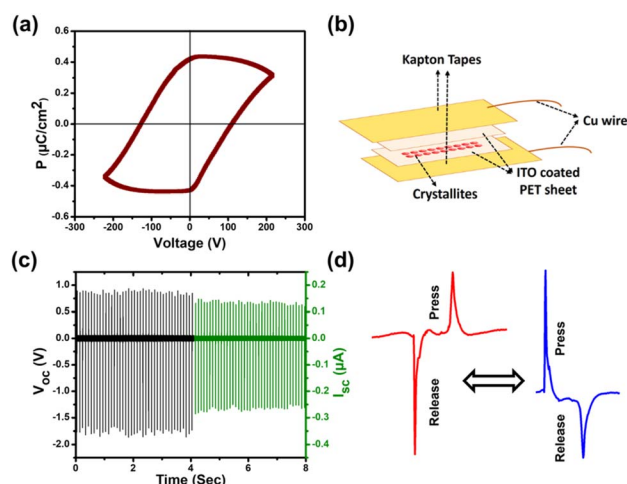 (a)
P (µC/cm²)
0.6
0.4
0.2
0.0
-0.2
-0.4
-0.6
-300 -200 -100 0 100 200 300
Voltage (V)
(b)
Kapton Tapes
Cu wire
ITO coated
PET sheet
Crystallites
(c)
V_oc (V)
1.0
0.5
0.0
-0.5
-1.0
-1.5
-2.0
0 2 4 6 8
Time (Sec)
0.2
0.1
0.0
-0.1
-0.2
-0.3
-0.4
I_sc (µA)
(d)
Press
Release
Press
Release